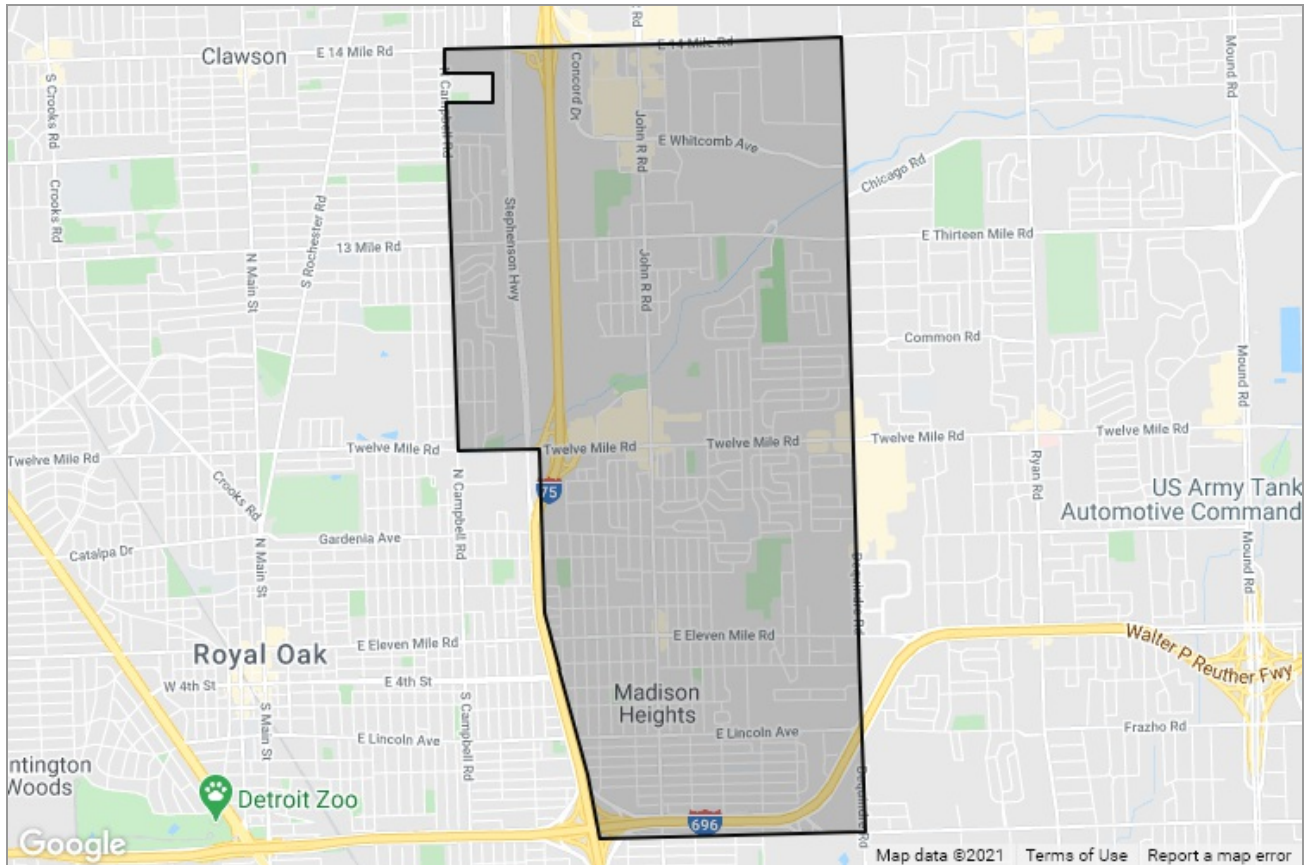 Clawson
E 14 Mile Rd
E 14 Mile Rd
S Crooks Rd
N Campbell Rd
Concord Dr
John R Rd
Mound Rd
E Whitcomb Ave
Chicago Rd
Crooks Rd
Stephenson Hwy
S Rochester Rd
N Main St
13 Mile Rd
John R Rd
E Thirteen Mile Rd
Common Rd
Mound Rd
Twelve Mile Rd
Twelve Mile Rd
Twelve Mile Rd
Twelve Mile Rd
Twelve Mile Rd
Twelve Mile Rd
Crooks Rd
N Campbell Rd
75
Ryan Rd
US Army Tank
Automotive Command
Catalpa Dr
Gardenia Ave
N Main St
Mound Rd
Dequindre Rd
E Eleven Mile Rd
E Eleven Mile Rd
Royal Oak
Walter P Reuther Fwy
W 4th St
E 4th St
Madison
Heights
S Main St
S Campbell Rd
E Lincoln Ave
E Lincoln Ave
Frazho Rd
ntington
Woods
Detroit Zoo
Dequindre Rd
696
Google
Map data ©2021
Terms of Use
Report a map error